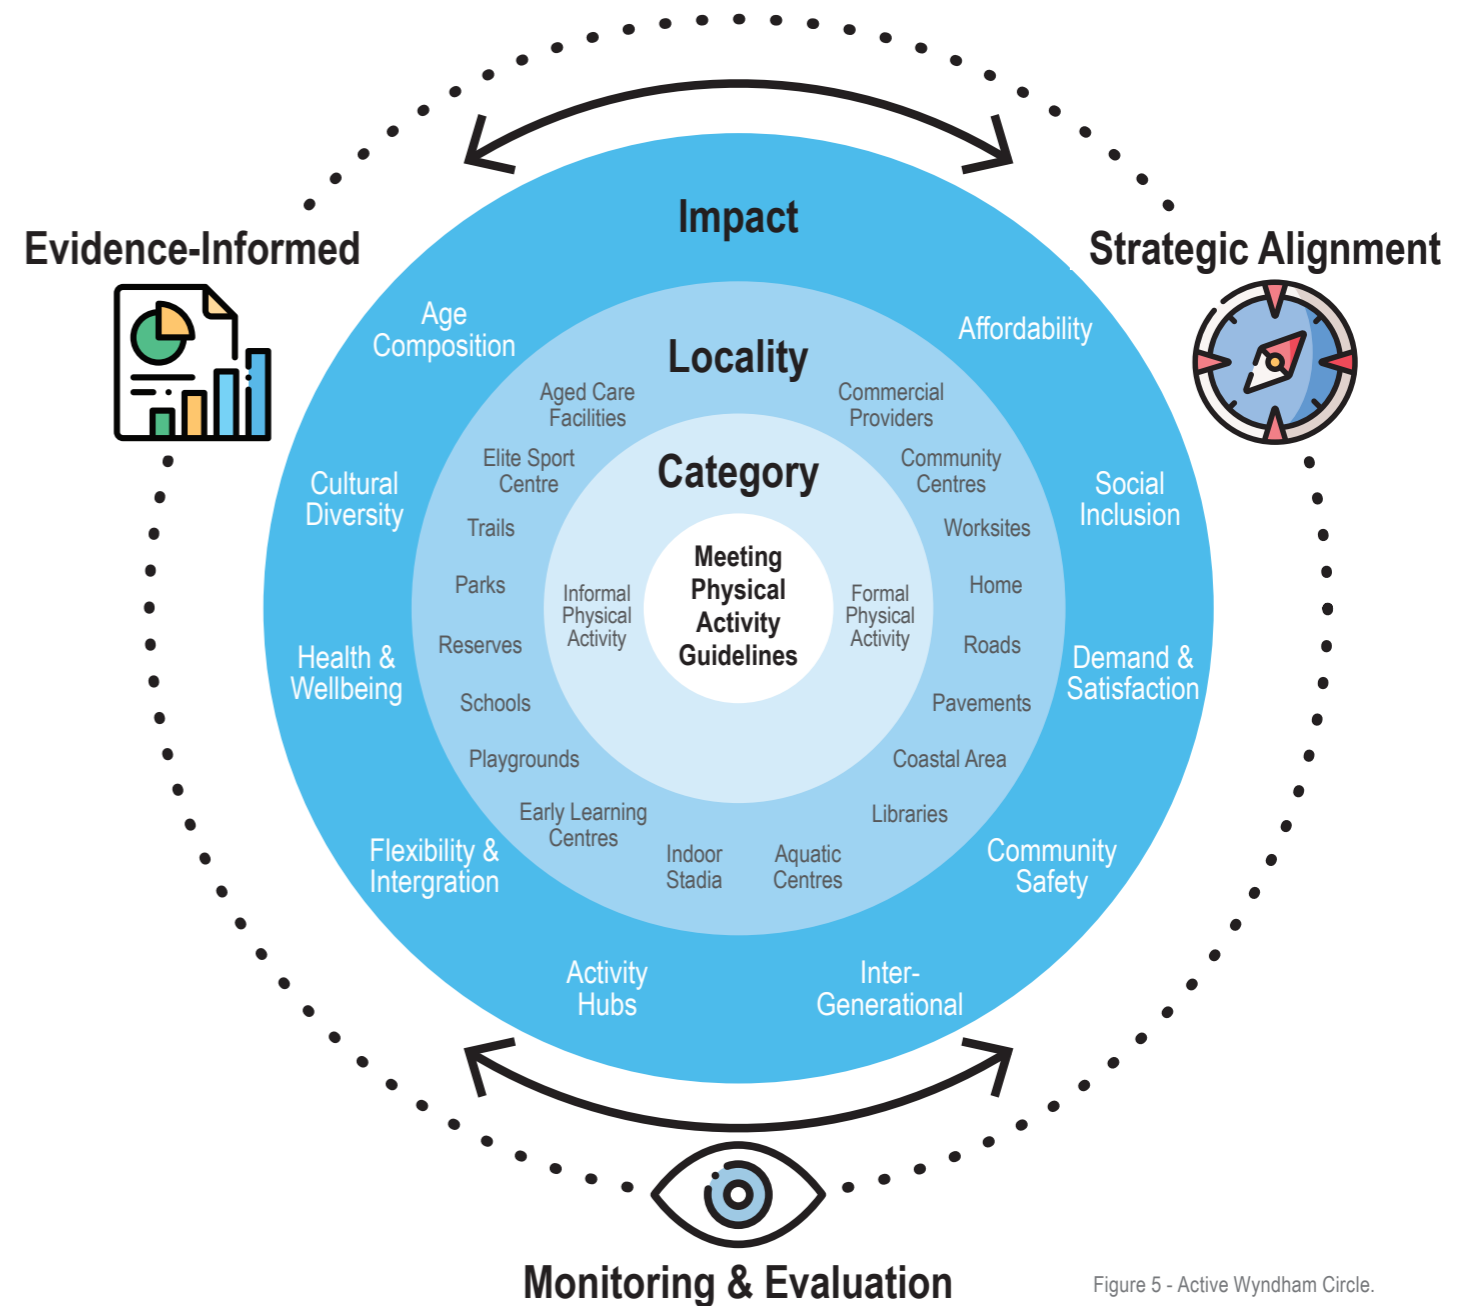 Impact
Evidence-Informed
Strategic Alignment
Age
Composition
Affordability
Locality
Aged Care
Facilities
Commercial
Providers
Elite Sport
Centre
Category
Community
Centres
Cultural
Diversity
Social
Inclusion
Trails
Worksites
Meeting
Physical
Activity
Guidelines
Parks
Informal
Physical
Activity
Formal
Physical
Activity
Home
Reserves
Roads
Health &
Wellbeing
Demand &
Satisfaction
Schools
Pavements
Playgrounds
Coastal Area
Early Learning
Centres
Libraries
Indoor
Stadia
Aquatic
Centres
Flexibility &
Intergration
Community
Safety
Activity
Hubs
Inter-
Generational
Monitoring & Evaluation
Figure 5 - Active Wyndham Circle.